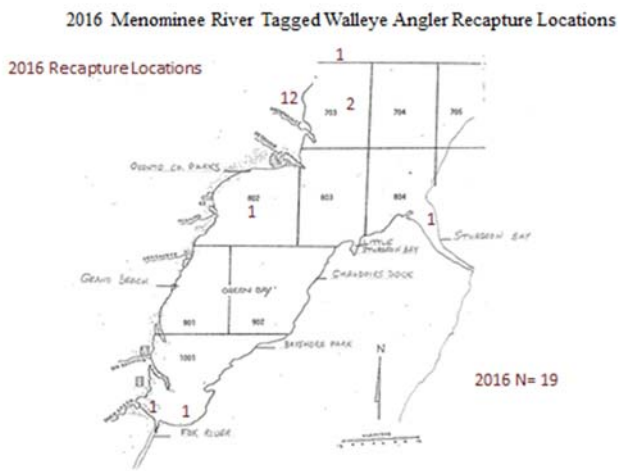 2016 Menominee River Tagged Walleye Angler Recapture Locations
1
2016 Recapture Locations
12
703 2
704
705
OCONTO CO. PARKS
802
1
803
804
1
STURGEON BAY
LITTLE STURGEON BAY
GRAND BEACH
GREEN BAY
CHAUDOIRS DOCK
901
902
BAYSHORE PARK
1001
N
2016 N= 19
1
1
FOX RIVER